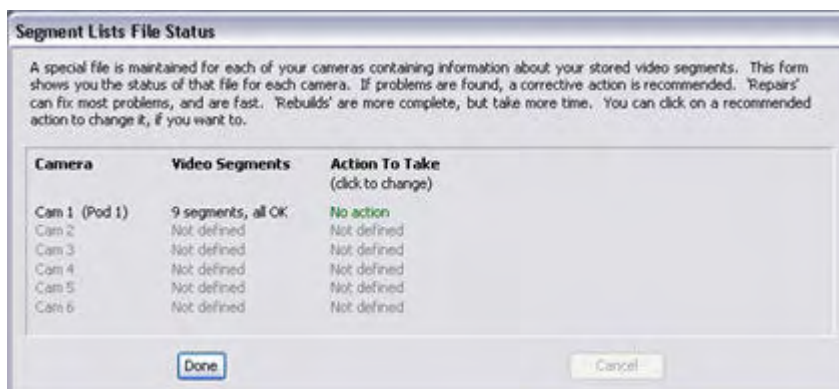 Segment Lists File Status
A special file is maintained for each of your cameras containing information about your stored video segments. This form
shows you the status of that file for each camera. If problems are found, a corrective action is recommended. 'Repairs'
can fix most problems, and are fast. 'Rebuilds' are more complete, but take more time. You can click on a recommended
action to change it, if you want to.
Camera Video Segments Action To Take
(click to change)
Cam 1 (Pod 1) 9 segments, all OK No action
Cam 2 Not defined Not defined
Cam 3 Not defined Not defined
Cam 4 Not defined Not defined
Cam 5 Not defined Not defined
Cam 6 Not defined Not defined
Done Cancel